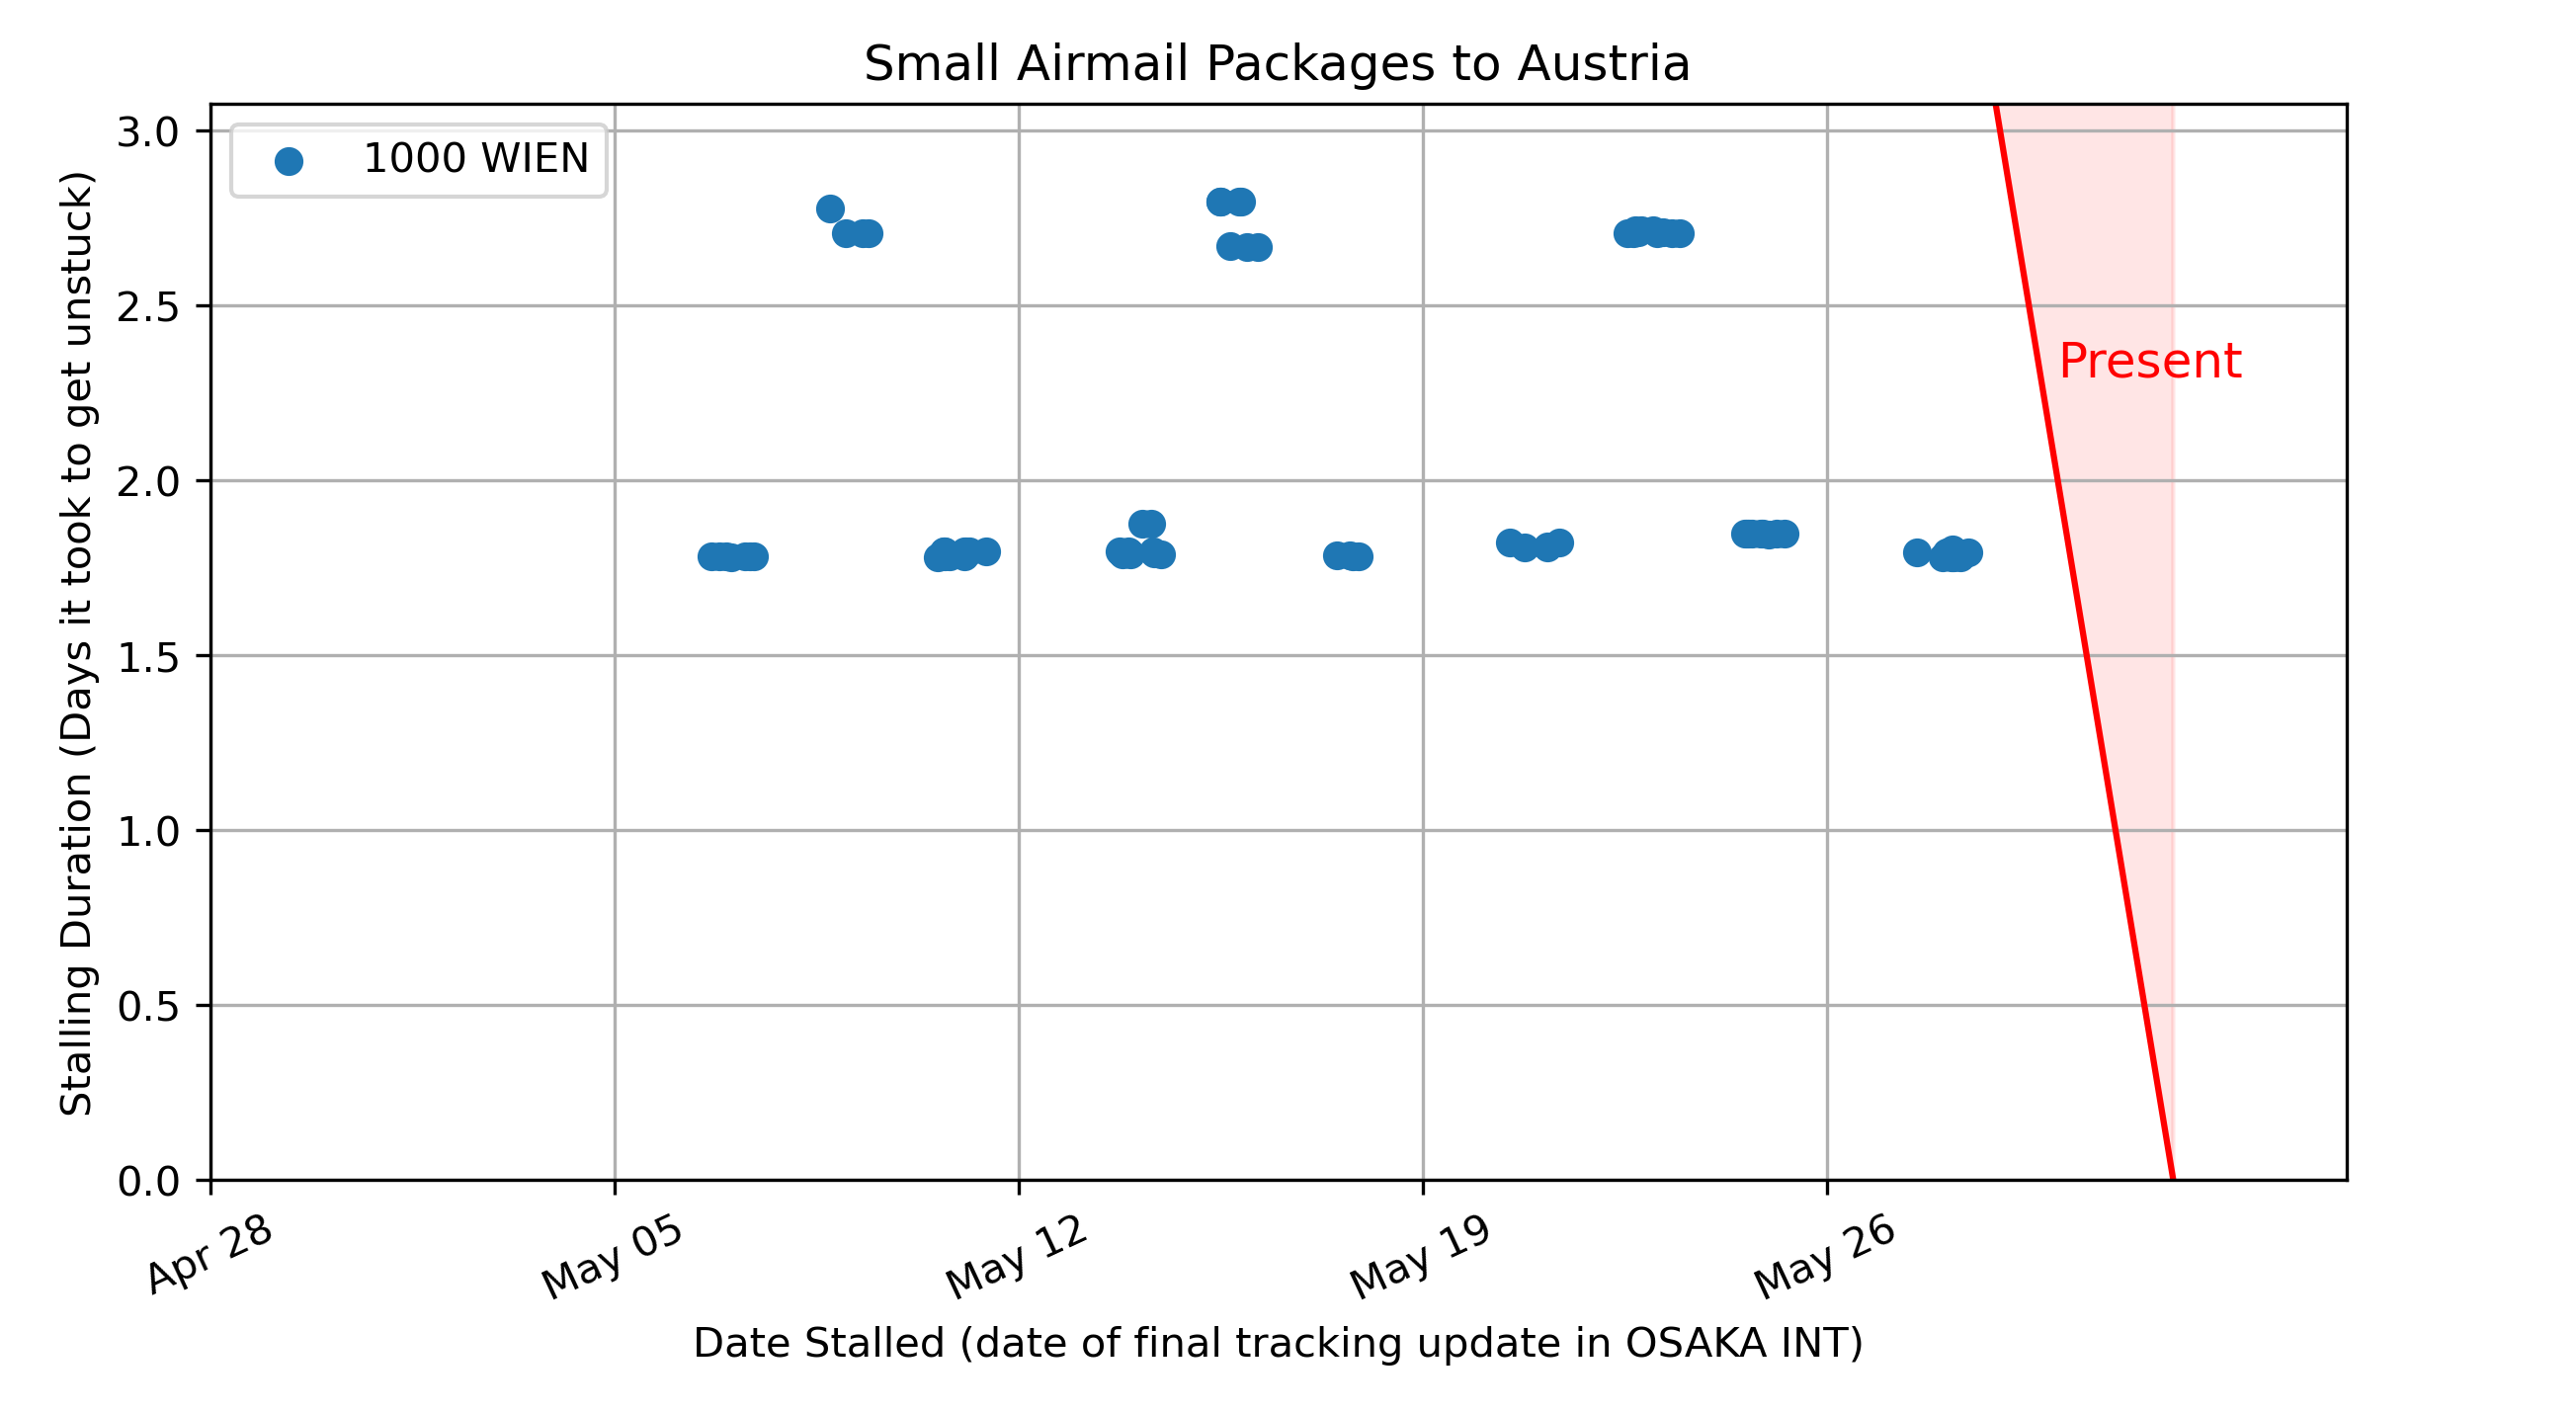 Small Airmail Packages to Austria
Stalling Duration (Days it took to get unstuck)
3.0
2.5
2.0
1.5
1.0
0.5
0.0
1000 WIEN
Present
Apr 28
May 05
May 12
May 19
May 26
Date Stalled (date of final tracking update in OSAKA INT)